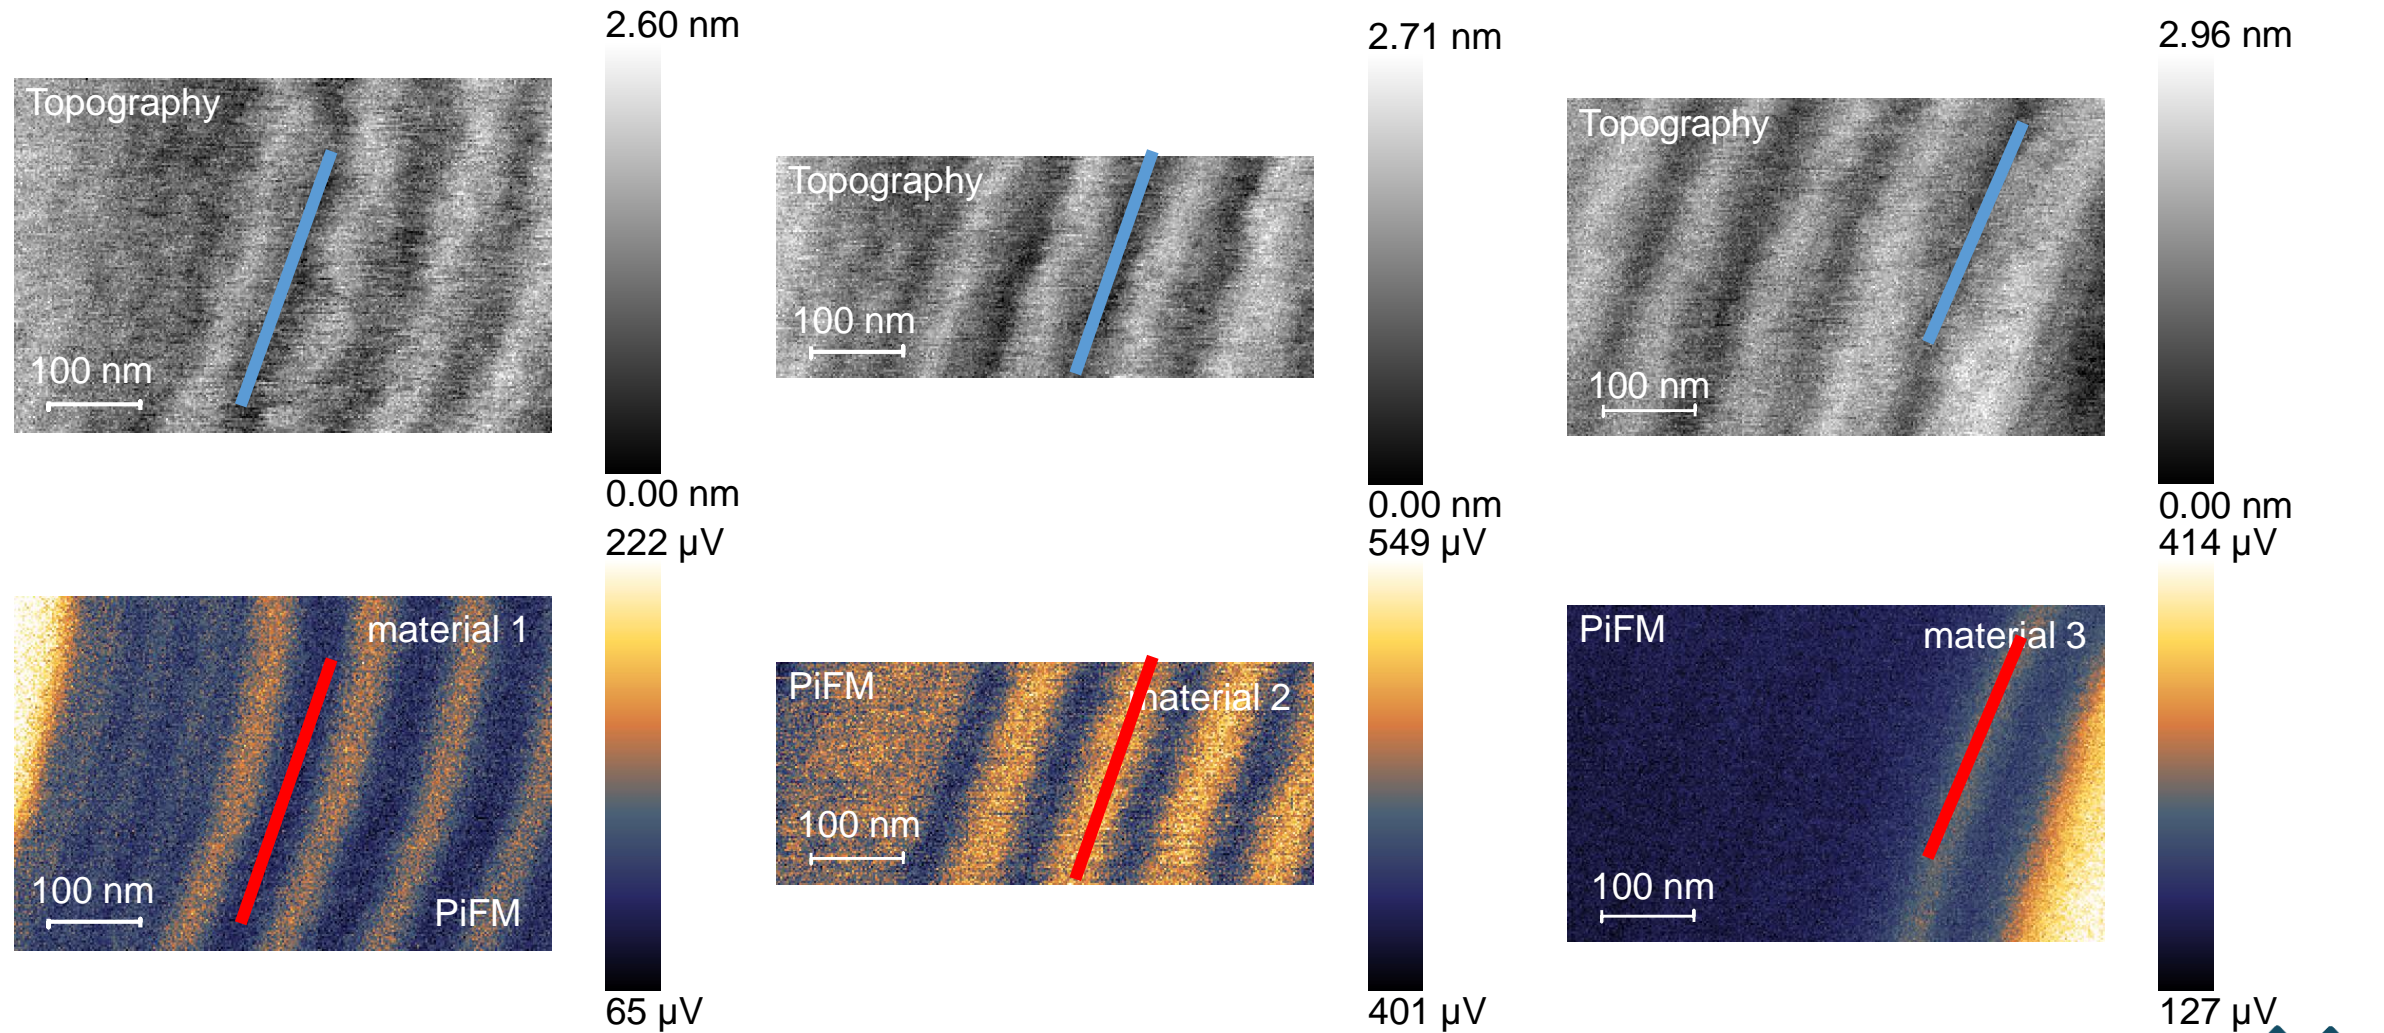 2.60 nm
2.71 nm
2.96 nm
Topography
Topography
Topography
100 nm
100 nm
100 nm
0.00 nm
0.00 nm
0.00 nm
222 µV
549 µV
414 µV
material 1
PiFM
material 2
PiFM
material 3
100 nm
PiFM
100 nm
100 nm
65 µV
401 µV
127 µV